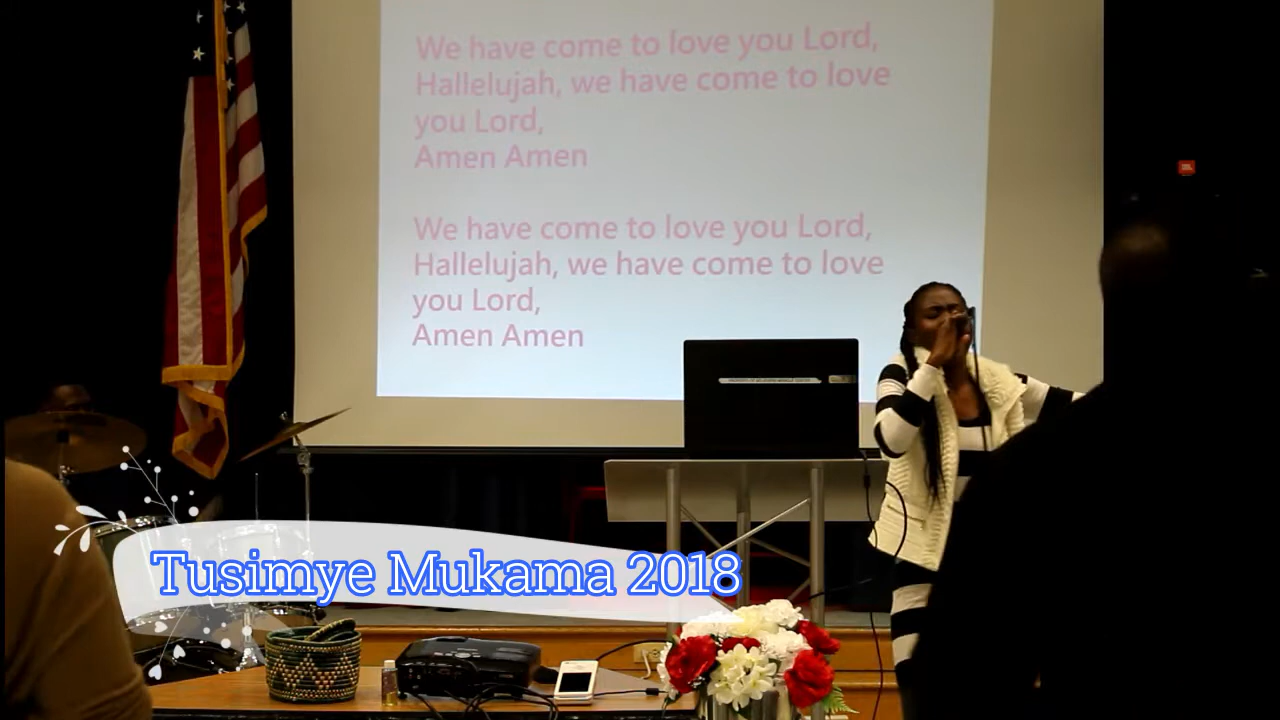 We have come to love you Lord,
Hallelujah, we have come to love
you Lord,
Amen Amen
We have come to love you Lord,
Hallelujah, we have come to love
you Lord,
Amen Amen
Tusimye Mukama 2018